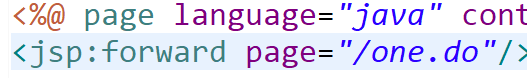 <%@ page language="java" cont
<jsp:forward page="/one.do"/>